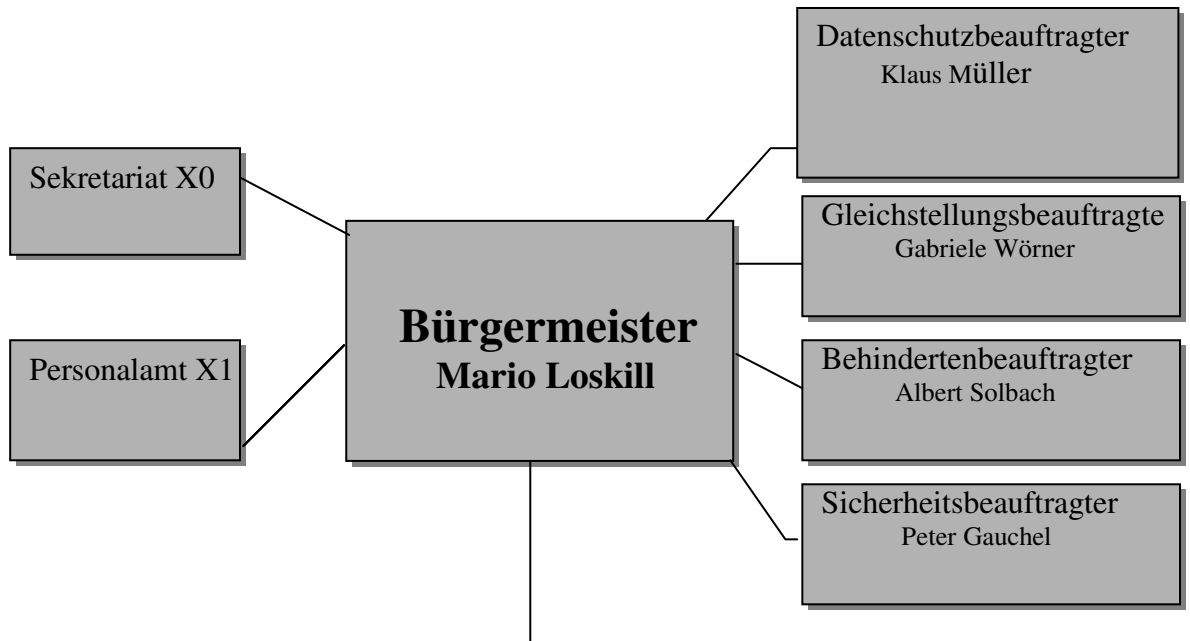 Datenschutzbeauftragter
Klaus Müller
Sekretariat X0
Gleichstellungsbeauftragte
Gabriele Wörner
Bürgermeister
Mario Loskill
Personalamt X1
Behindertenbeauftragter
Albert Solbach
Sicherheitsbeauftragter
Peter Gauchel